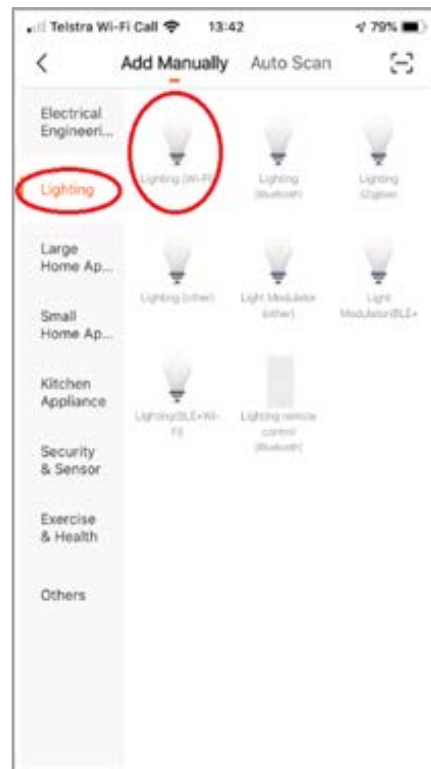 Telstra Wi-Fi Call 13:42 79%
Add Manually Auto Scan
Electrical
Engineeri...
Lighting
Large
Home Ap...
Small
Home Ap...
Kitchen
Appliance
Security
& Sensor
Exercise
& Health
Others
Lighting (Wi-Fi)
Lighting
(Bluetooth)
Lighting
(Zigbee)
Lighting (other)
Light Modulator
(other)
Light
Modulator(BLE+
Lighting(BLE+Wi-
Fi)
Lighting remote
control
(Bluetooth)